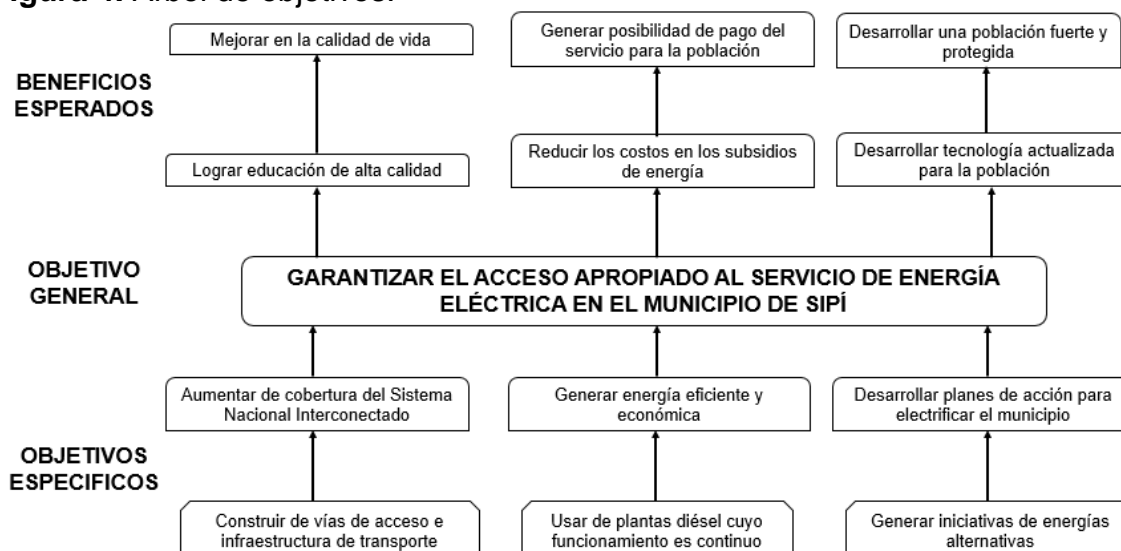 igura 4. Árbol de objetivos.
Mejorar en la calidad de vida
Generar posibilidad de pago del
servicio para la población
Desarrollar una población fuerte y
protegida
BENEFICIOS
ESPERADOS
Lograr educación de alta calidad
Reducir los costos en los subsidios
de energía
Desarrollar tecnología actualizada
para la población
OBJETIVO
GENERAL
GARANTIZAR EL ACCESO APROPIADO AL SERVICIO DE ENERGÍA
ELÉCTRICA EN EL MUNICIPIO DE SIPÍ
Aumentar de cobertura del Sistema
Nacional Interconectado
Generar energía eficiente y
económica
Desarrollar planes de acción para
electrificar el municipio
OBJETIVOS
ESPECIFICOS
Construir de vías de acceso e
infraestructura de transporte
Usar de plantas diésel cuyo
funcionamiento es continuo
Generar iniciativas de energías
alternativas